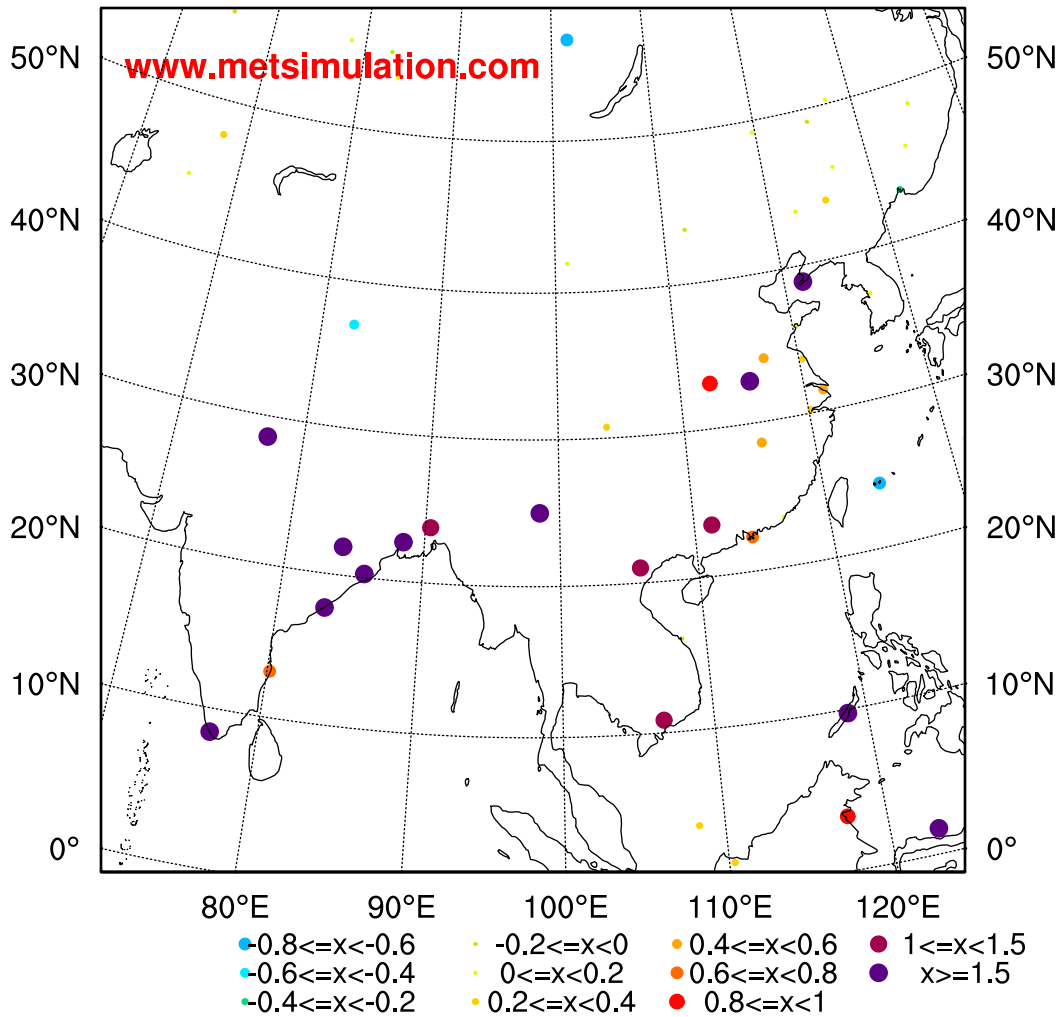 50°N 50°N
www.metsimulation.com
40°N 40°N
30°N 30°N
20°N 20°N
10°N 10°N
0° 0°
80°E 90°E 100°E 110°E 120°E
-0.8<=x<-0.6 -0.2<=x<0 0.4<=x<0.6 1<=x<1.5
-0.6<=x<-0.4 0<=x<0.2 0.6<=x<0.8 x>=1.5
-0.4<=x<-0.2 0.2<=x<0.4 0.8<=x<1